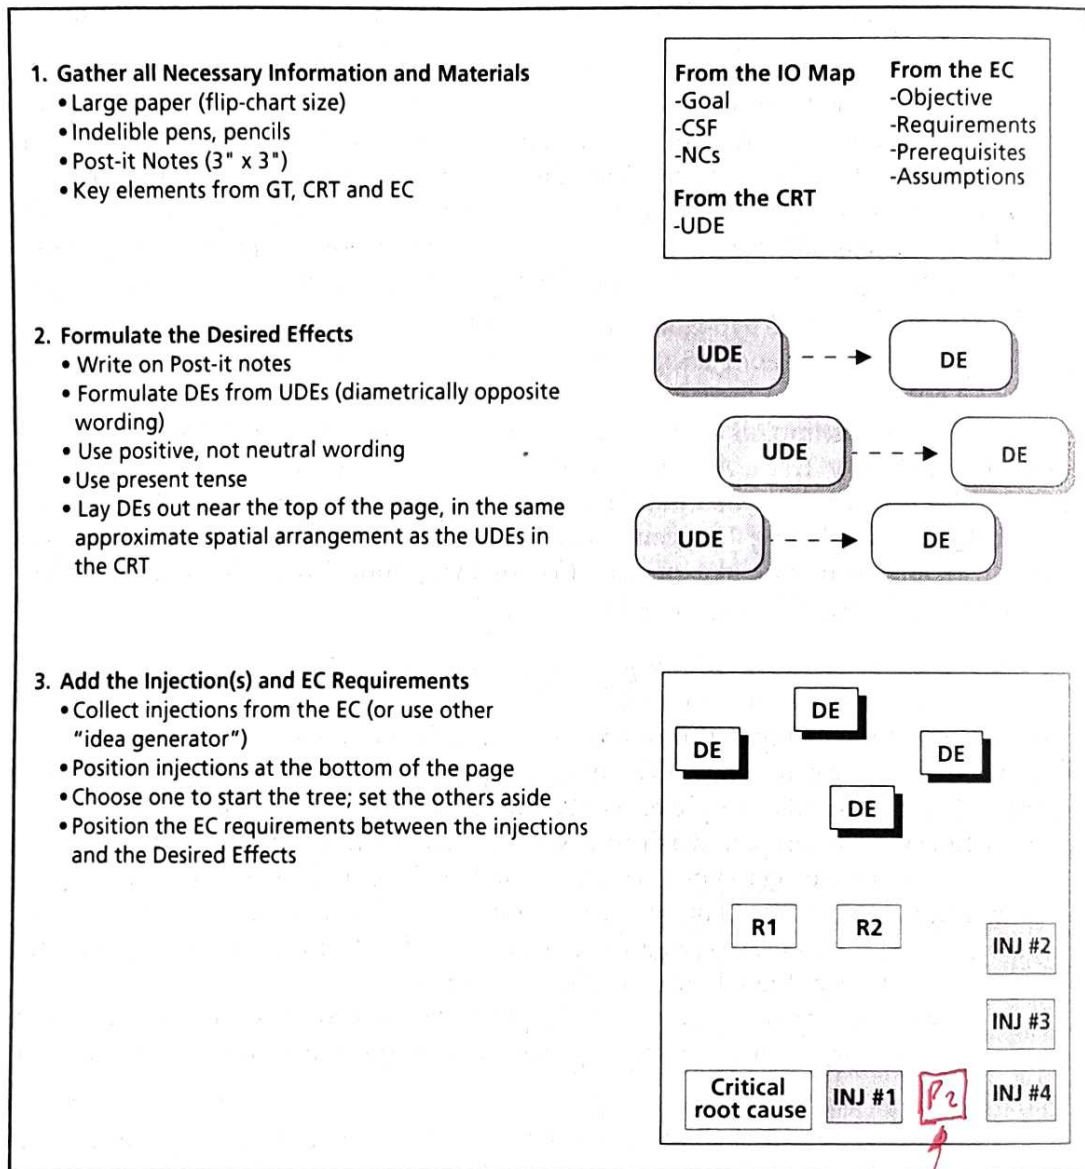 1. Gather all Necessary Information and Materials
• Large paper (flip-chart size)
• Indelible pens, pencils
• Post-it Notes (3" x 3")
• Key elements from GT, CRT and EC
From the IO Map
-Goal
-CSF
-NCs
From the CRT
-UDE
From the EC
-Objective
-Requirements
-Prerequisites
-Assumptions
2. Formulate the Desired Effects
• Write on Post-it notes
• Formulate DEs from UDEs (diametrically opposite
wording)
• Use positive, not neutral wording
• Use present tense
• Lay DEs out near the top of the page, in the same
approximate spatial arrangement as the UDEs in
the CRT
UDE DE
UDE DE
UDE DE
3. Add the Injection(s) and EC Requirements
• Collect injections from the EC (or use other
"idea generator")
• Position injections at the bottom of the page
• Choose one to start the tree; set the others aside
• Position the EC requirements between the injections
and the Desired Effects
DE
DE
DE
DE
R1 R2
INJ #2
INJ #3
Critical
root cause
INJ #1
P2
INJ #4